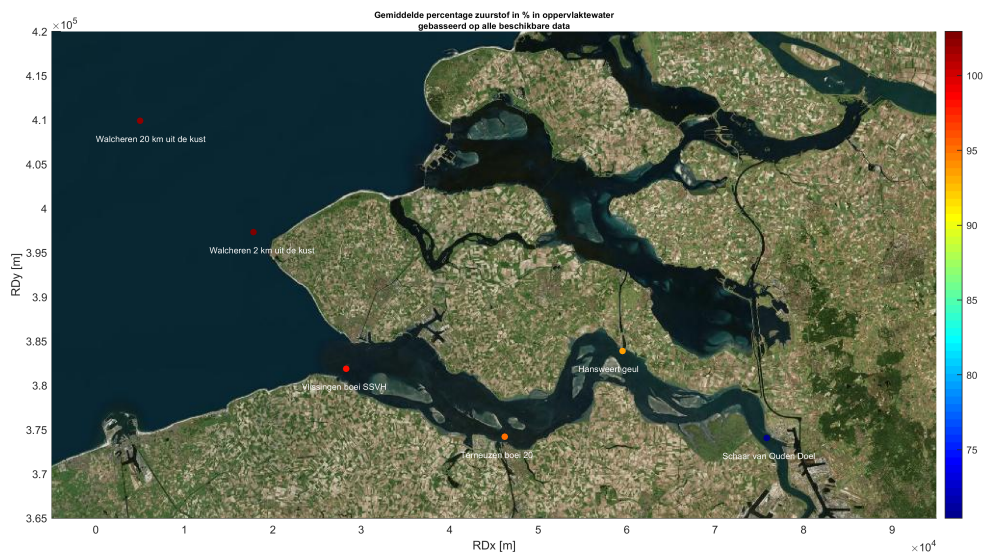 Gemiddelde percentage zuurstof in % in oppervlaktewater
gebasseerd op alle beschikbare data
×10⁵
4.2
4.15
4.1
4.05
4
3.95
3.9
3.85
3.8
3.75
3.7
3.65
RDy [m]
Walcheren 20 km uit de kust
Walcheren 2 km uit de kust
Hansweert geul
Vlissingen boei SSVH
Terneuzen boei 20
Schaar van Ouden Doel
0 1 2 3 4 5 6 7 8 9
RDx [m]
×10⁴
100
95
90
85
80
75